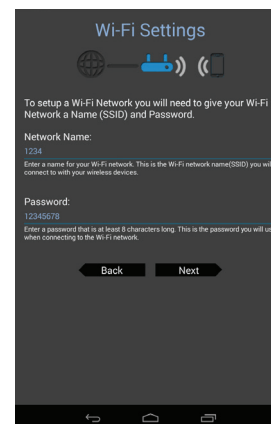 Wi-Fi Settings
To setup a Wi-Fi Network you will need to give your Wi-Fi
Network a Name (SSID) and Password.
Network Name:
1234
Enter a name for your Wi-Fi network. This is the Wi-Fi network name(SSID) you will
connect to with your wireless devices.
Password:
12345678
Enter a password that is at least 8 characters long. This is the password you will us
when connecting to the Wi-Fi network.
Back Next